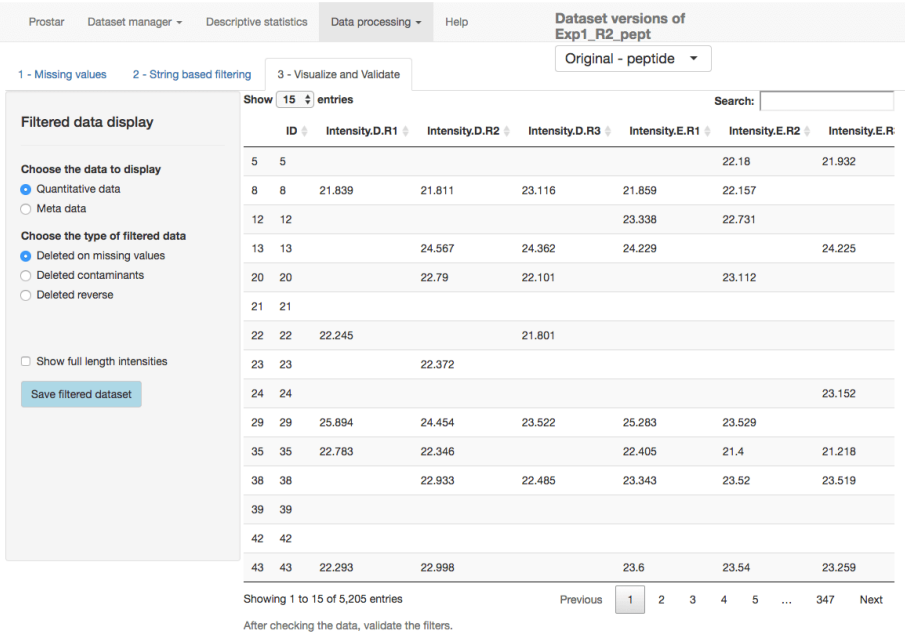 Prostar Dataset manager Descriptive statistics Data processing Help
Dataset versions of
Exp1_R2_pept
Original - peptide
1 - Missing values 2 - String based filtering 3 - Visualize and Validate
Filtered data display
Choose the data to display
Quantitative data
Meta data
Choose the type of filtered data
Deleted on missing values
Deleted contaminants
Deleted reverse
Show full length intensities
Save filtered dataset
Show 15 entries Search:
ID Intensity.D.R1 Intensity.D.R2 Intensity.D.R3 Intensity.E.R1 Intensity.E.R2 Intensity.E.R
5 5 22.18 21.932
8 8 21.839 21.811 23.116 21.859 22.157
12 12 23.338 22.731
13 13 24.567 24.362 24.229 24.225
20 20 22.79 22.101 23.112
21 21
22 22 22.245 21.801
23 23 22.372
24 24 23.152
29 29 25.894 24.454 23.522 25.283 23.529
35 35 22.783 22.346 22.405 21.4 21.218
38 38 22.933 22.485 23.343 23.52 23.519
39 39
42 42
43 43 22.293 22.998 23.6 23.54 23.259
Showing 1 to 15 of 5,205 entries Previous 1 2 3 4 5 ... 347 Next
After checking the data, validate the filters.